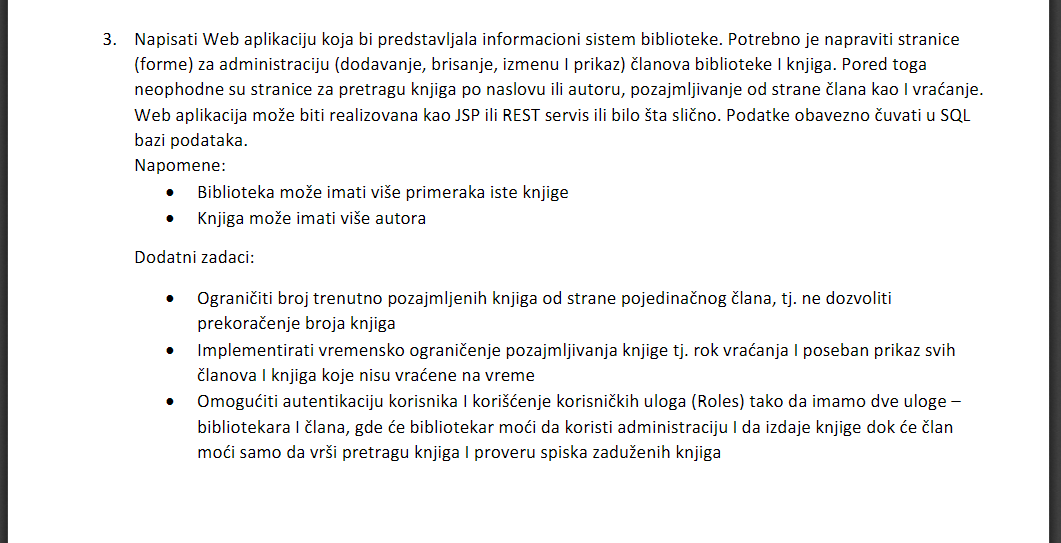 3. Napisati Web aplikaciju koja bi predstavljala informacioni sistem biblioteke. Potrebno je napraviti stranice
(forme) za administraciju (dodavanje, brisanje, izmenu I prikaz) članova biblioteke I knjiga. Pored toga
neophodne su stranice za pretragu knjiga po naslovu ili autoru, pozajmljivanje od strane člana kao I vraćanje.
Web aplikacija može biti realizovana kao JSP ili REST servis ili bilo šta slično. Podatke obavezno čuvati u SQL
bazi podataka.
Napomene:
• Biblioteka može imati više primeraka iste knjige
• Knjiga može imati više autora
Dodatni zadaci:
• Ograničiti broj trenutno pozajmljenih knjiga od strane pojedinačnog člana, tj. ne dozvoliti
prekoračenje broja knjiga
• Implementirati vremensko ograničenje pozajmljivanja knjige tj. rok vraćanja I poseban prikaz svih
članova I knjiga koje nisu vraćene na vreme
• Omogućiti autentikaciju korisnika I korišćenje korisničkih uloga (Roles) tako da imamo dve uloge –
bibliotekara I člana, gde će bibliotekar moći da koristi administraciju I da izdaje knjige dok će član
moći samo da vrši pretragu knjiga I proveru spiska zaduženih knjiga